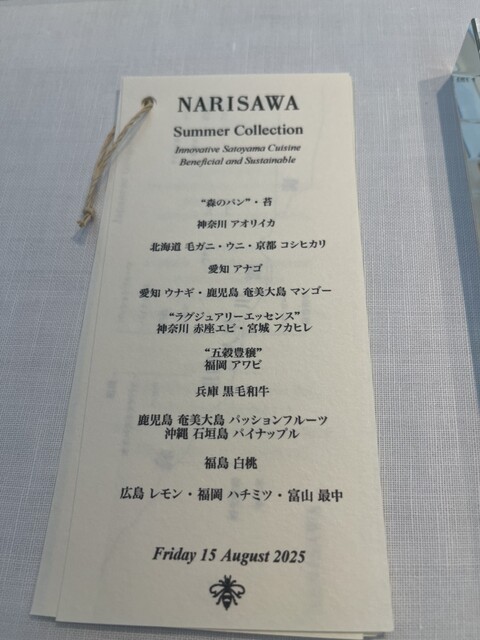 NARISAWA
Summer Collection
Innovative Satoyama Cuisine
Beneficial and Sustainable
“森のパン”・苔
神奈川 アオリイカ
北海道 毛ガニ・ウニ・京都 コシヒカリ
愛知 アナゴ
愛知 ウナギ・鹿児島 奄美大島 マンゴー
“ラグジュアリーエッセンス”
神奈川 赤座エビ・宮城 フカヒレ
“五穀豊穣”
福岡 アワビ
兵庫 黒毛和牛
鹿児島 奄美大島 パッションフルーツ
沖縄 石垣島 パイナップル
福島 白桃
広島 レモン・福岡 ハチミツ・富山 最中
Friday 15 August 2025